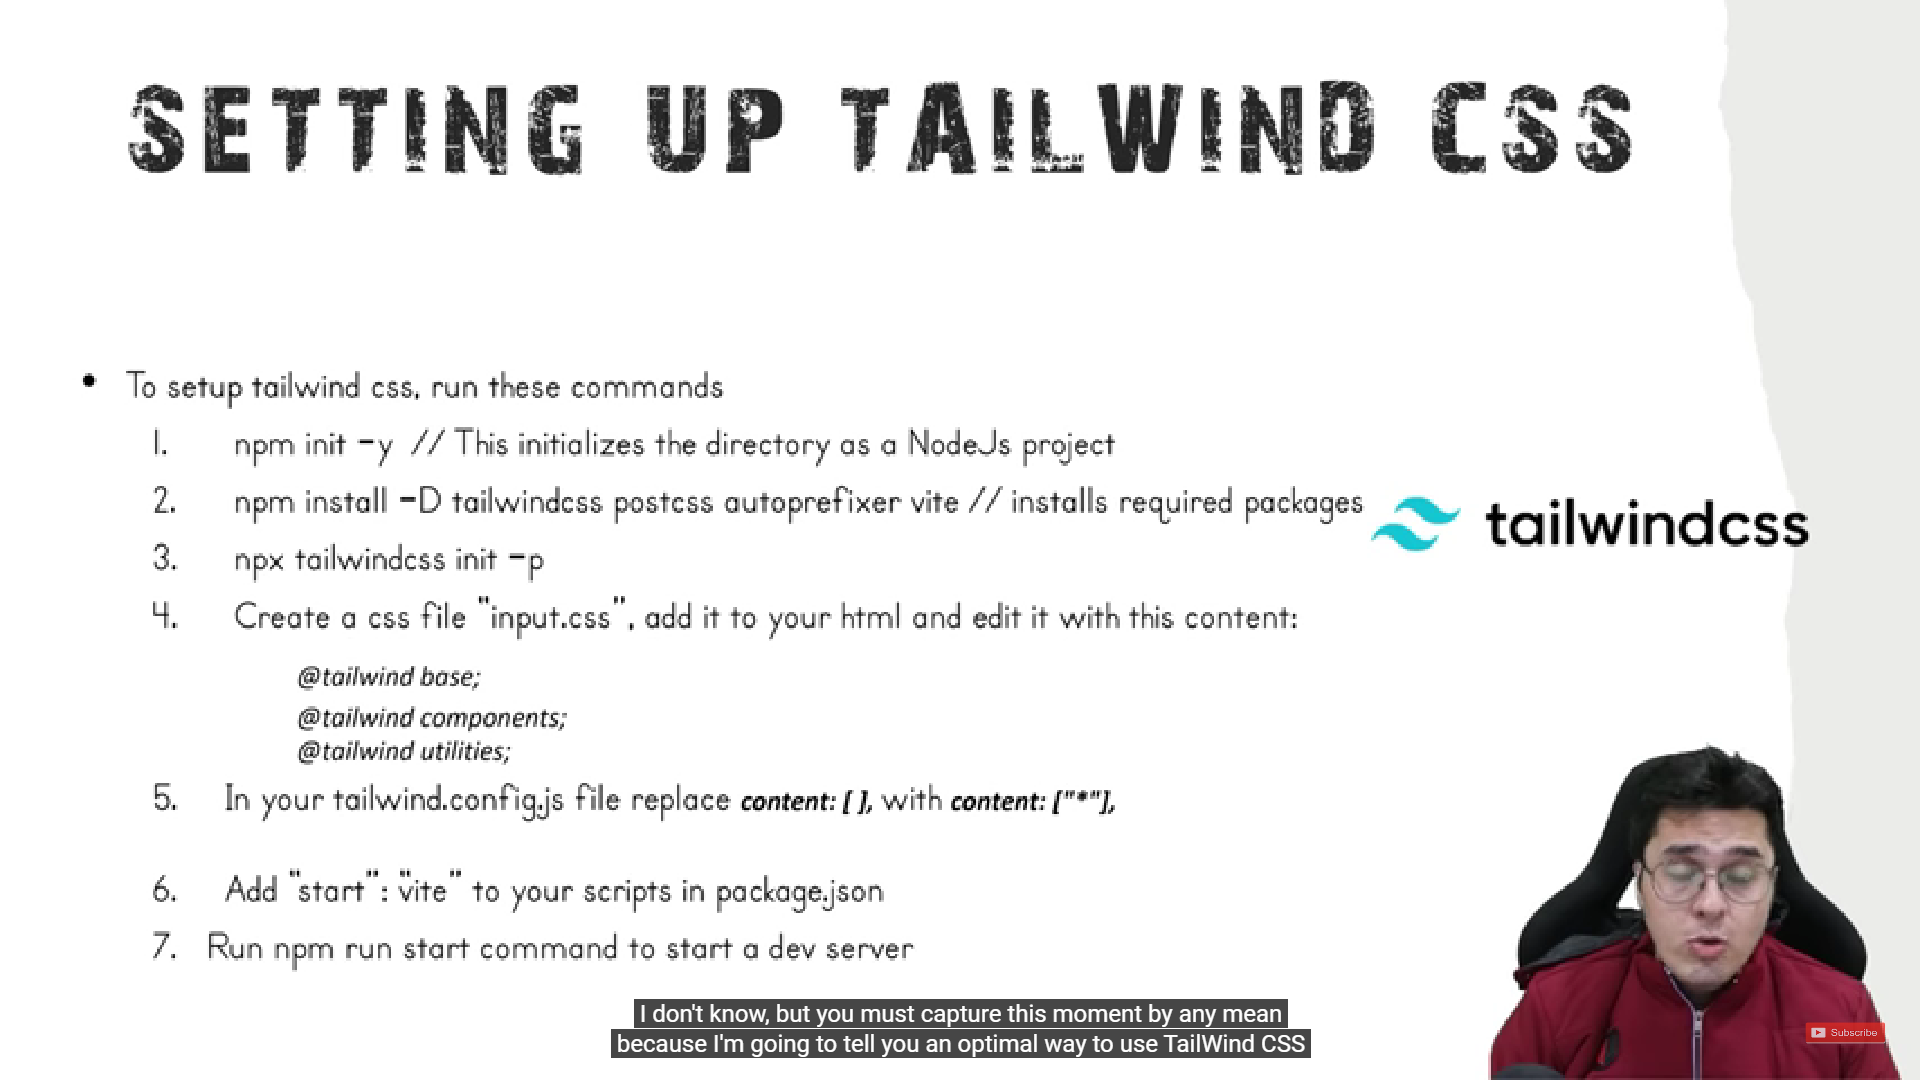 SETTING UP TAILWIND CSS
• To setup tailwind css, run these commands
1. npm init -y // This initializes the directory as a NodeJs project
2. npm install -D tailwindcss postcss autoprefixer vite // installs required packages
tailwindcss
3. npx tailwindcss init -p
4. Create a css file "input.css", add it to your html and edit it with this content:
@tailwind base;
@tailwind components;
@tailwind utilities;
5. In your tailwind.config.js file replace content: [ ], with content: ["*"],
6. Add "start": "vite" to your scripts in package.json
7. Run npm run start command to start a dev server
I don't know, but you must capture this moment by any mean
because I'm going to tell you an optimal way to use TailWind CSS
Subscribe